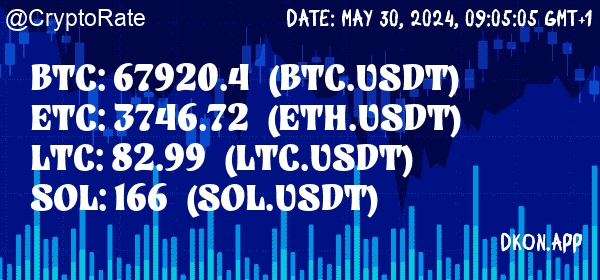 @CryptoRate
DATE: MAY 30, 2024, 09:05:05 GMT+1
BTC: 67920.4 (BTC.USDT)
ETC: 3746.72 (ETH.USDT)
LTC: 82.99 (LTC.USDT)
SOL: 166 (SOL.USDT)
DKON.APP